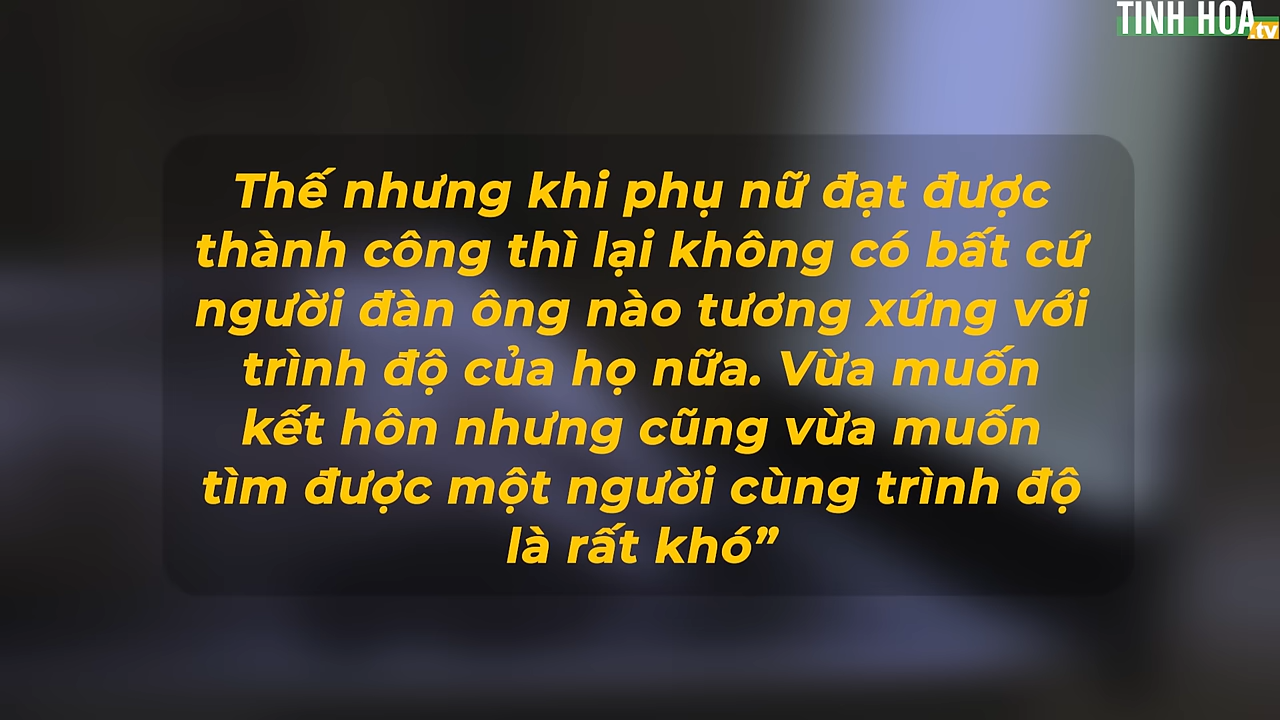 TINH HOA
.tv
Thế nhưng khi phụ nữ đạt được
thành công thì lại không có bất cứ
người đàn ông nào tương xứng với
trình độ của họ nữa. Vừa muốn
kết hôn nhưng cũng vừa muốn
tìm được một người cùng trình độ
là rất khó”